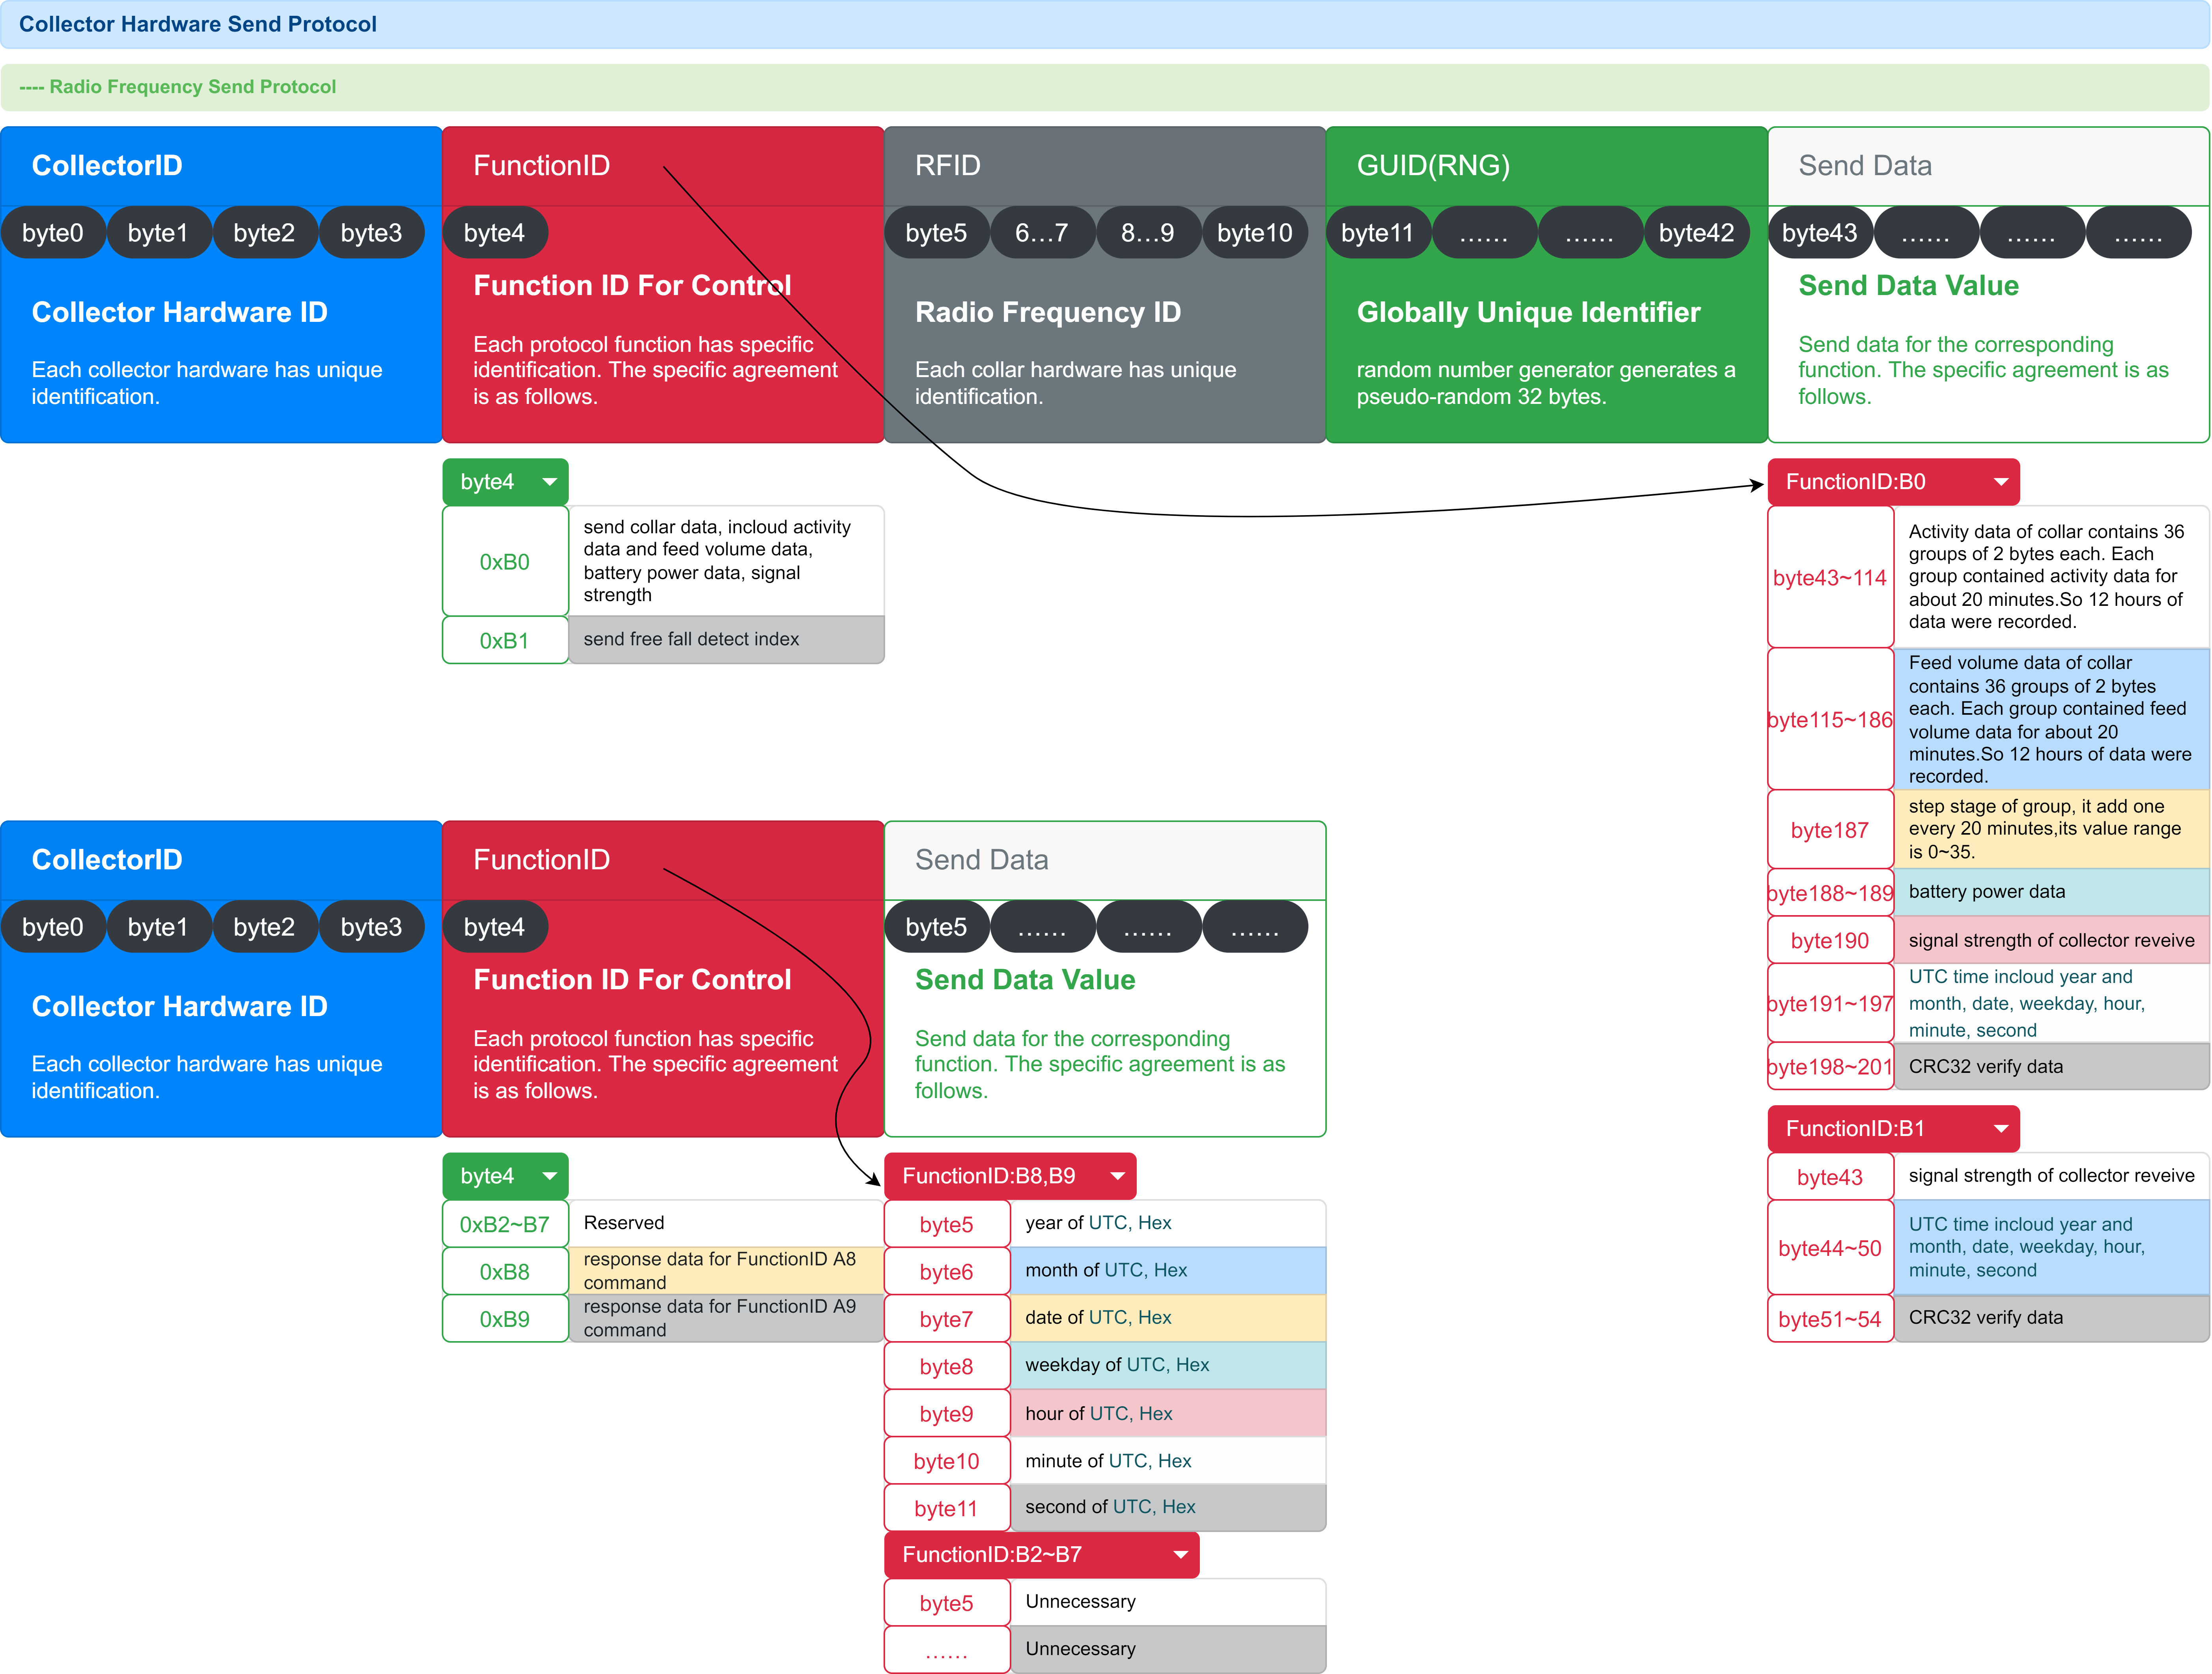 Collector Hardware Send Protocol
---- Radio Frequency Send Protocol
CollectorID
byte0 byte1 byte2 byte3
Collector Hardware ID
Each collector hardware has unique
identification.
FunctionID
byte4
Function ID For Control
Each protocol function has specific
identification. The specific agreement
is as follows.
RFID
byte5 6...7 8...9 byte10
Radio Frequency ID
Each collar hardware has unique
identification.
GUID(RNG)
byte11 ...... ...... byte42
Globally Unique Identifier
random number generator generates a
pseudo-random 32 bytes.
Send Data
byte43 ...... ...... ......
Send Data Value
Send data for the corresponding
function. The specific agreement is as
follows.
byte4
0xB0
send collar data, incloud activity
data and feed volume data,
battery power data, signal
strength
0xB1
send free fall detect index
FunctionID:B0
byte43~114
Activity data of collar contains 36
groups of 2 bytes each. Each
group contained activity data for
about 20 minutes.So 12 hours of
data were recorded.
byte115~186
Feed volume data of collar
contains 36 groups of 2 bytes
each. Each group contained feed
volume data for about 20
minutes.So 12 hours of data were
recorded.
byte187
step stage of group, it add one
every 20 minutes,its value range
is 0~35.
byte188~189
battery power data
byte190
signal strength of collector reveive
byte191~197
UTC time incloud year and
month, date, weekday, hour,
minute, second
byte198~201
CRC32 verify data
FunctionID:B1
byte43
signal strength of collector reveive
byte44~50
UTC time incloud year and
month, date, weekday, hour,
minute, second
byte51~54
CRC32 verify data
CollectorID
byte0 byte1 byte2 byte3
Collector Hardware ID
Each collector hardware has unique
identification.
FunctionID
byte4
Function ID For Control
Each protocol function has specific
identification. The specific agreement
is as follows.
Send Data
byte5 ...... ...... ......
Send Data Value
Send data for the corresponding
function. The specific agreement is as
follows.
byte4
0xB2~B7
Reserved
0xB8
response data for FunctionID A8
command
0xB9
response data for FunctionID A9
command
FunctionID:B8,B9
byte5
year of UTC, Hex
byte6
month of UTC, Hex
byte7
date of UTC, Hex
byte8
weekday of UTC, Hex
byte9
hour of UTC, Hex
byte10
minute of UTC, Hex
byte11
second of UTC, Hex
FunctionID:B2~B7
byte5
Unnecessary
......
Unnecessary